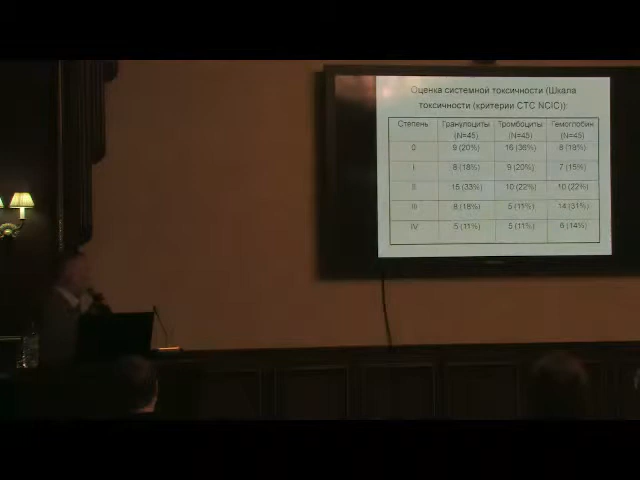 Оценка системной токсичности (Шкала
токсичности (критерии CTC NCIC))
Степень Гранулоциты (N=45) Тромбоциты (N=45) Гемоглобин (N=45)
0 9 (20%) 16 (36%) 8 (18%)
I 8 (18%) 9 (20%) 7 (15%)
II 15 (33%) 10 (22%) 10 (22%)
III 8 (18%) 5 (11%) 14 (31%)
IV 5 (11%) 5 (11%) 6 (14%)